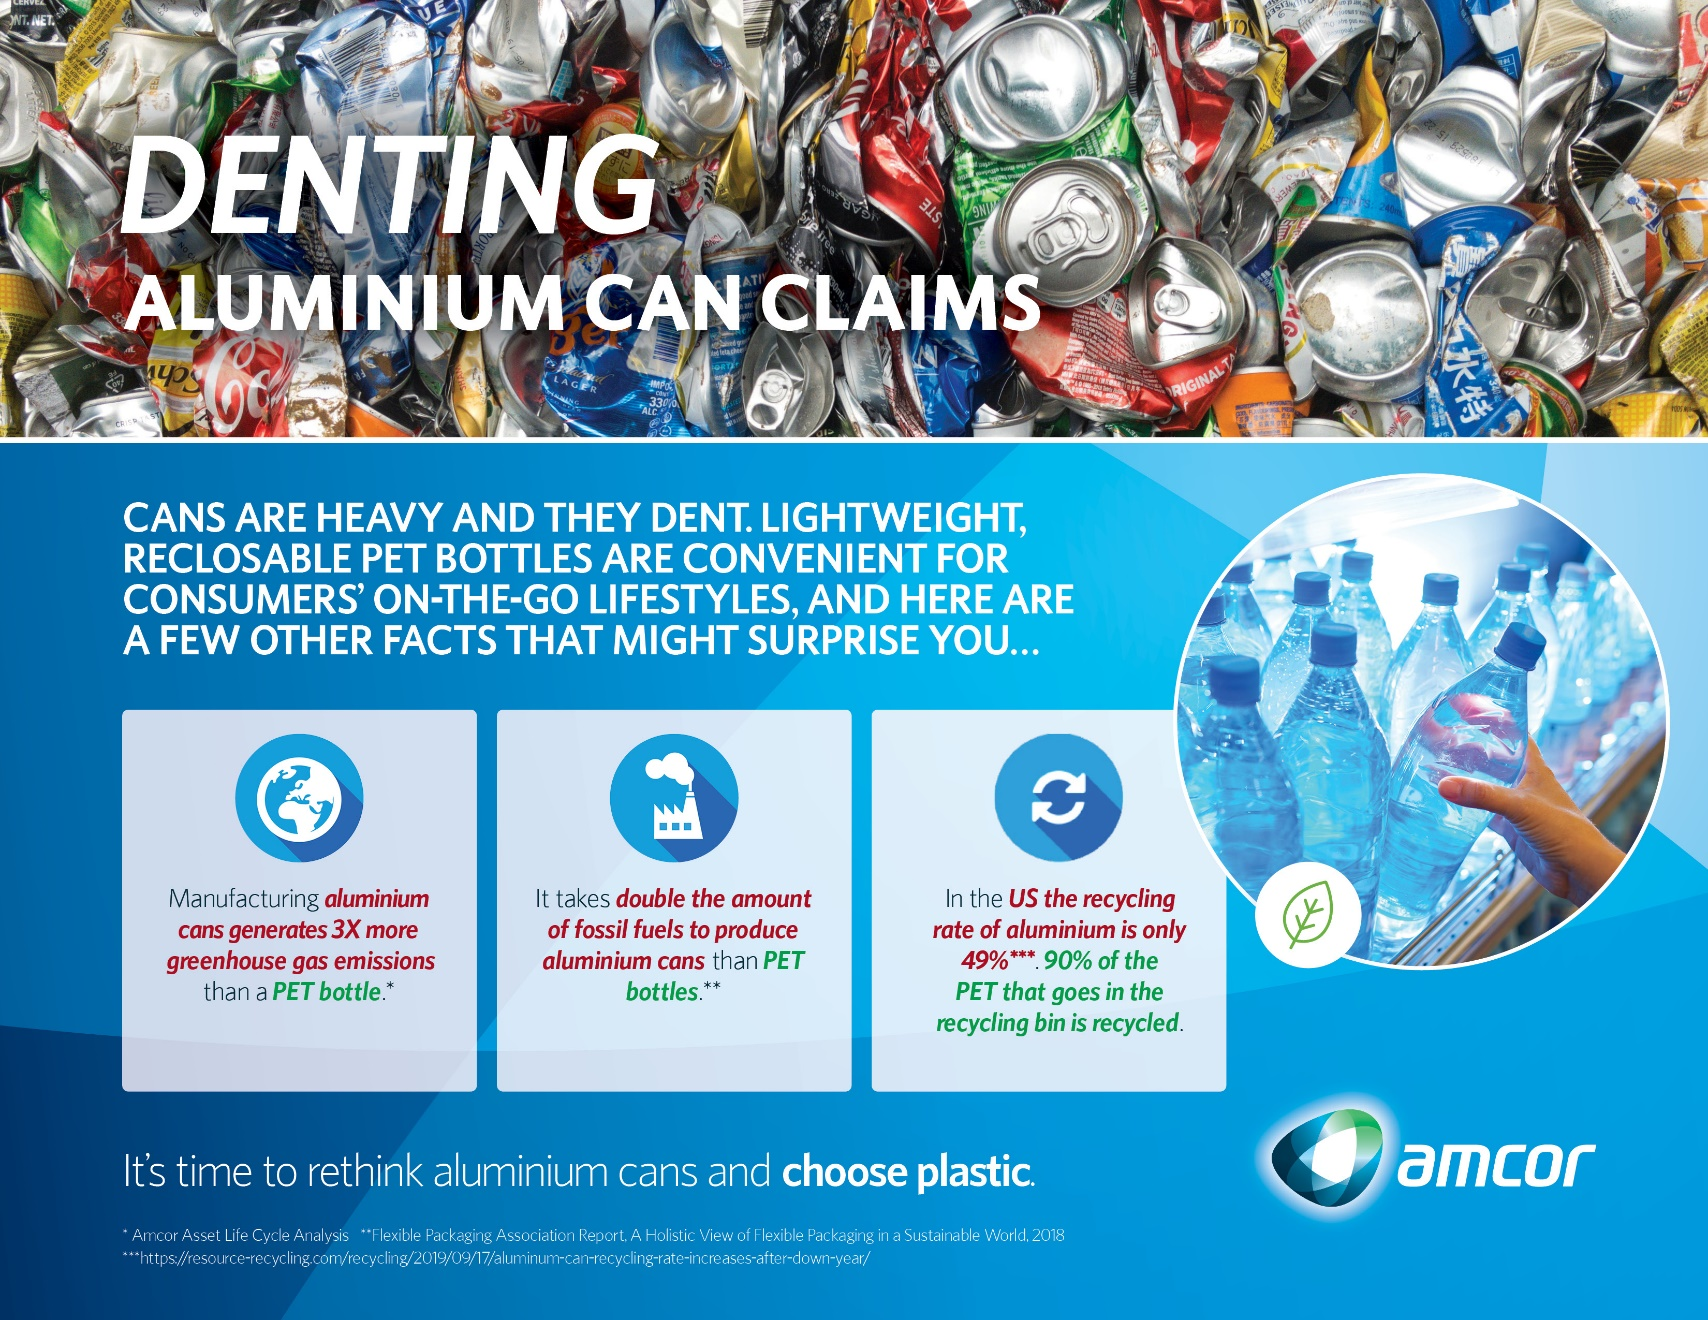 DENTING
ALUMINIUM CAN CLAIMS
CANS ARE HEAVY AND THEY DENT. LIGHTWEIGHT,
RECLOSABLE PET BOTTLES ARE CONVENIENT FOR
CONSUMERS’ ON-THE-GO LIFESTYLES, AND HERE ARE
A FEW OTHER FACTS THAT MIGHT SURPRISE YOU...
Manufacturing aluminium
cans generates 3X more
greenhouse gas emissions
than a PET bottle.*
It takes double the amount
of fossil fuels to produce
aluminium cans than PET
bottles.**
In the US the recycling
rate of aluminium is only
49%***. 90% of the
PET that goes in the
recycling bin is recycled.
It’s time to rethink aluminium cans and choose plastic.
amcor
* Amcor Asset Life Cycle Analysis **Flexible Packaging Association Report, A Holistic View of Flexible Packaging in a Sustainable World, 2018
***https://resource-recycling.com/recycling/2019/09/17/aluminum-can-recycling-rate-increases-after-down-year/